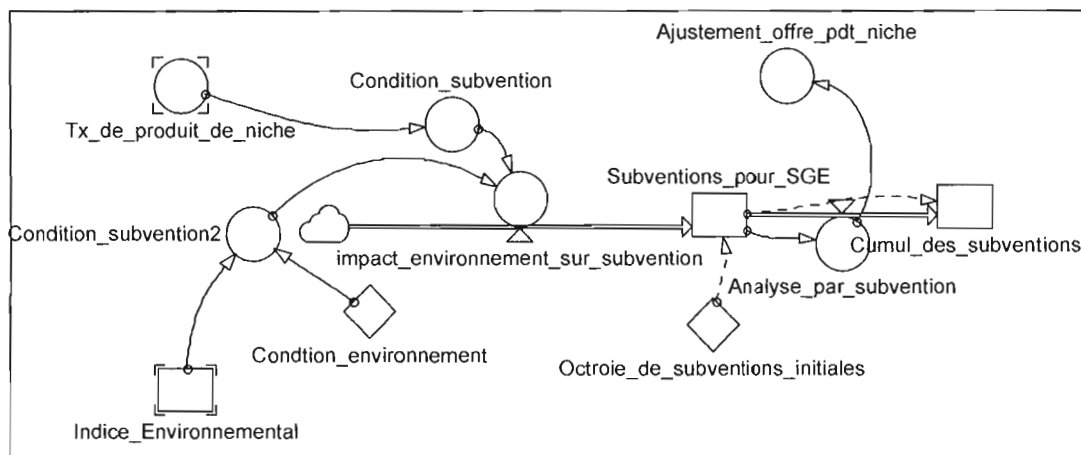 Ajustement_offre_pdt_niche
Condition_subvention
Tx_de_produit_de_niche
Subventions_pour_SGE
Condition_subvention2
impact_environnement_sur_subvention
Cumul_des_subventions
Analyse_par_subvention
Condtion_environnement
Octroie_de_subventions_initiales
Indice_Environnemental